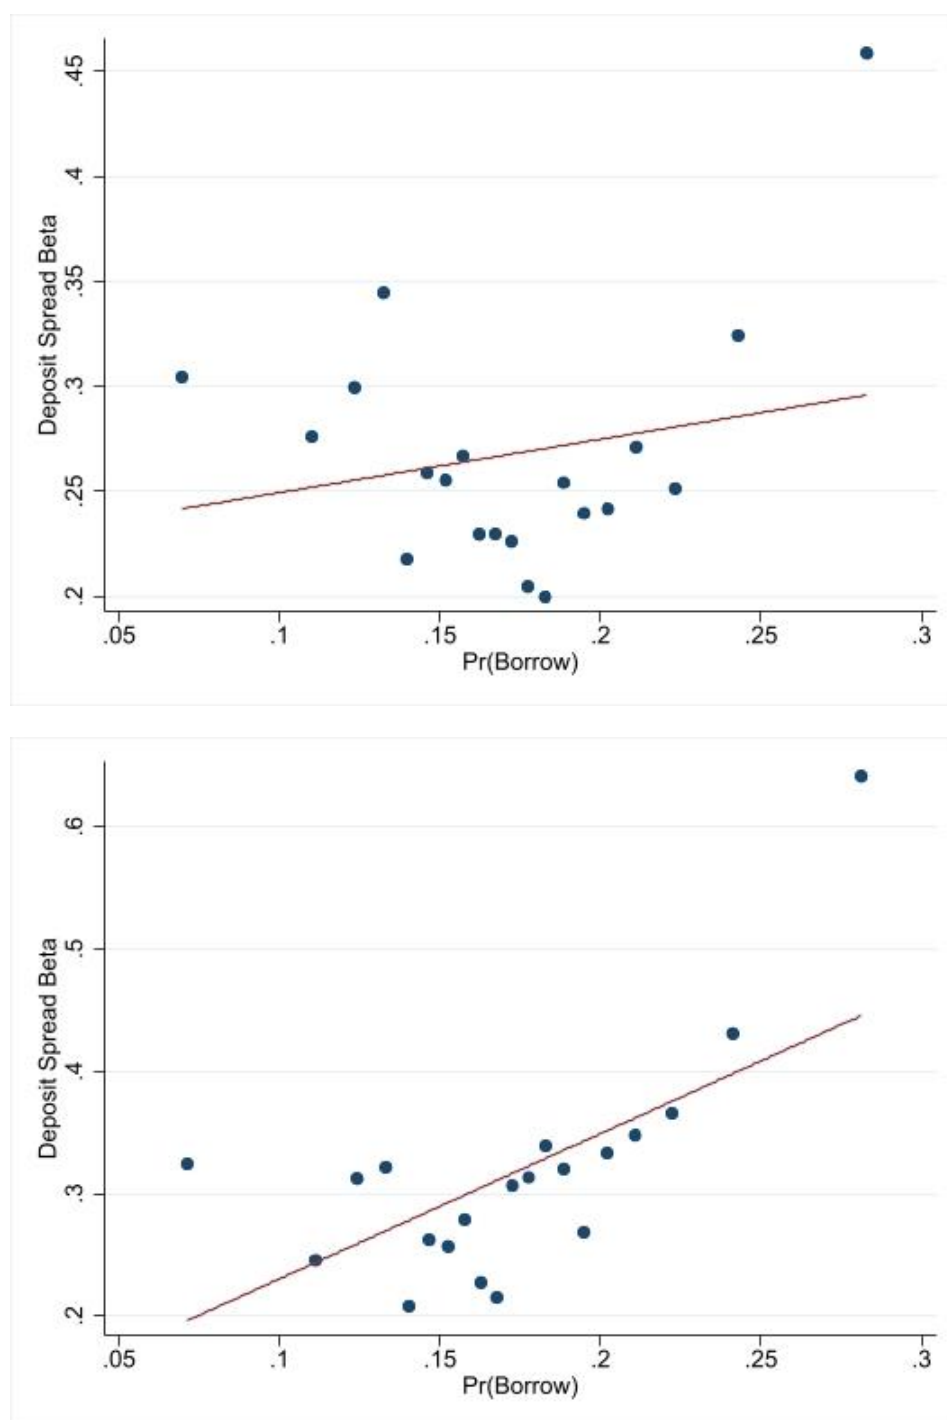 .45
.4
.35
.3
.25
.2
Deposit Spread Beta
.05 .1 .15 .2 .25 .3
Pr(Borrow)
.6
.5
.4
.3
.2
Deposit Spread Beta
.05 .1 .15 .2 .25 .3
Pr(Borrow)